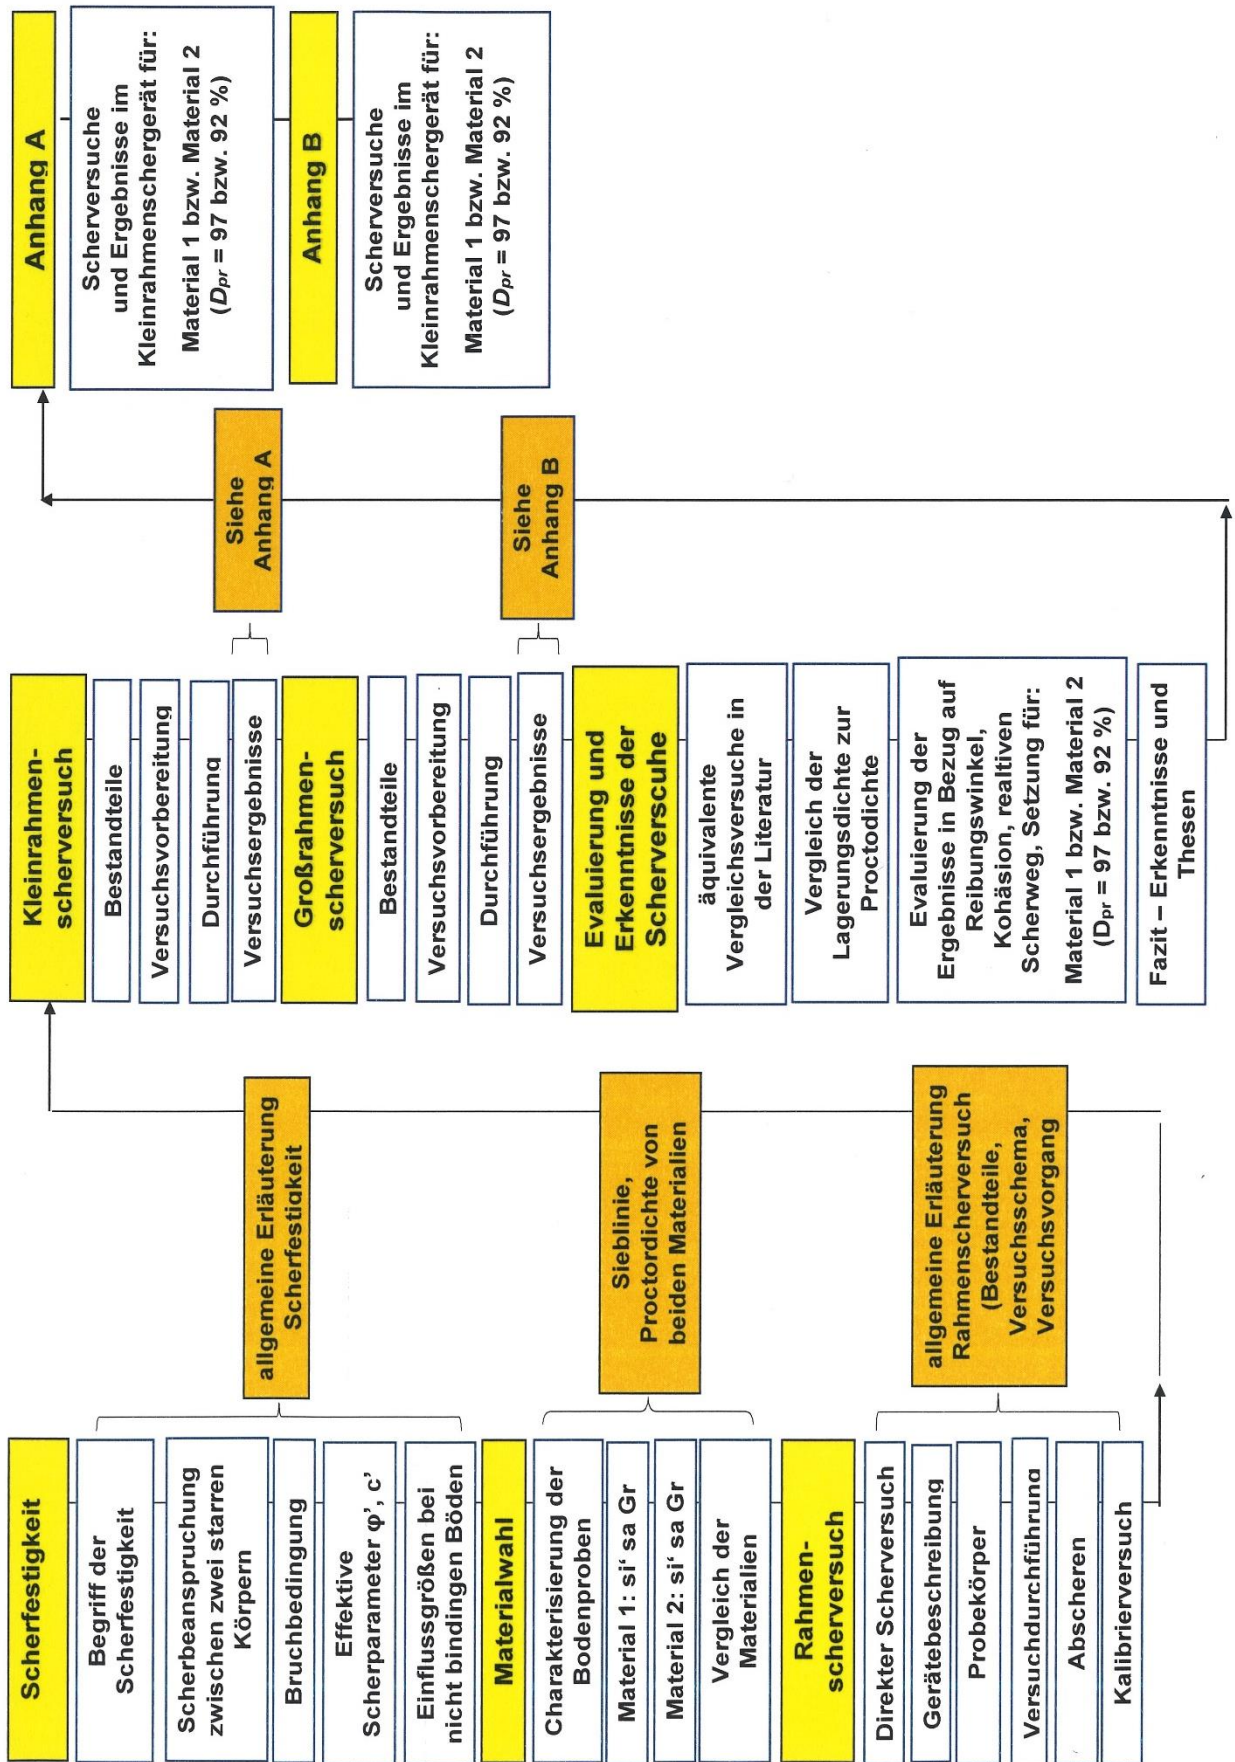 Scherfestigkeit
Begriff der
Scherfestigkeit
Scherbeanspruchung
zwischen zwei starren
Körpern
Bruchbedingung
Effektive
Scherparameter φ’, c’
Einflussgrößen bei
nicht bindingen Böden
allgemeine Erläuterung
Scherfestigkeit
Materialwahl
Charakterisierung der
Bodenproben
Material 1: si‘ sa Gr
Material 2: si‘ sa Gr
Vergleich der
Materialien
Sieblinie,
Proctordichte von
beiden Materialien
Rahmen-
scherversuch
Direkter Scherversuch
Gerätebeschreibung
Probekörper
Versuchdurchführung
Abscheren
Kalibrierversuch
allgemeine Erläuterung
Rahmenscherversuch
(Bestandteile,
Versuchsschema,
Versuchsvorgang
Kleinrahmen-
scherversuch
Bestandteile
Versuchsvorbereitung
Durchführung
Versuchsergebnisse
Siehe
Anhang A
Großrahmen-
scherversuch
Bestandteile
Versuchsvorbereitung
Durchführung
Versuchsergebnisse
Siehe
Anhang B
Evaluierung und
Erkenntnisse der
Scherverscuhe
äquivalente
Vergleichsversuche in
der Literatur
Vergleich der
Lagerungsdichte zur
Proctodichte
Evaluierung der
Ergebnisse in Bezug auf
Reibungswinkel,
Kohäsion, realtiven
Scherweg, Setzung für:
Material 1 bzw. Material 2
(Dpr = 97 bzw. 92 %)
Fazit – Erkenntnisse und
Thesen
Anhang A
Scherversuche
und Ergebnisse im
Kleinrahmenschergerät für:
Material 1 bzw. Material 2
(Dpr = 97 bzw. 92 %)
Anhang B
Scherversuche
und Ergebnisse im
Kleinrahmenschergerät für:
Material 1 bzw. Material 2
(Dpr = 97 bzw. 92 %)